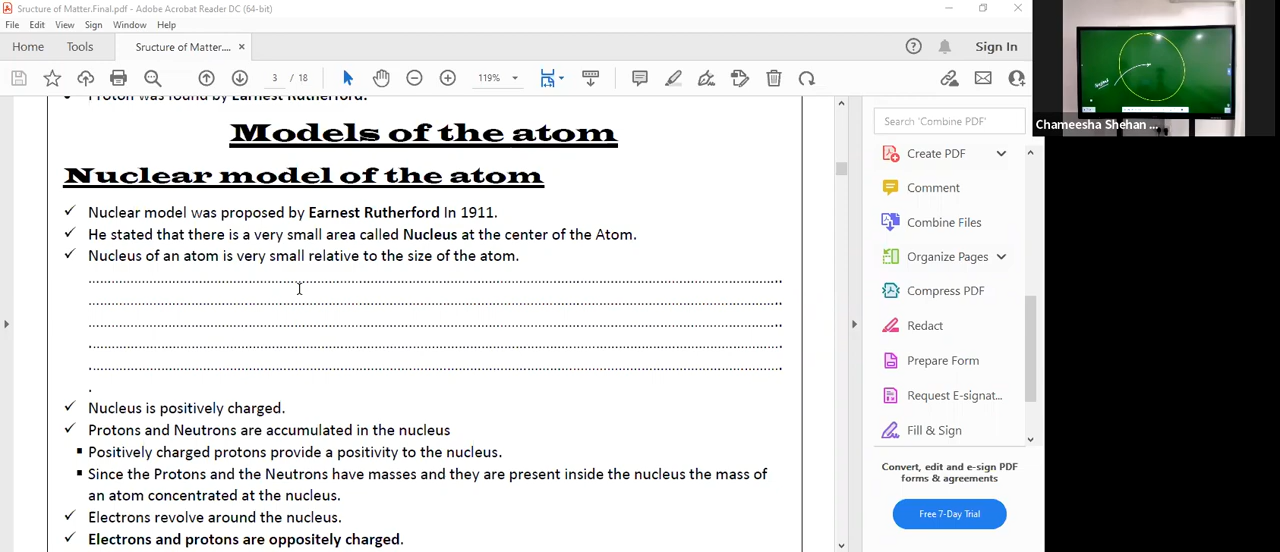 Sructure of Matter.Final.pdf - Adobe Acrobat Reader DC (64-bit)
File Edit View Sign Window Help
Home Tools Sructure of Matter.... × Sign In
3 / 18 119%
Proton was found by Earnest Rutherford.
Models of the atom
Nuclear model of the atom
✓ Nuclear model was proposed by Earnest Rutherford In 1911.
✓ He stated that there is a very small area called Nucleus at the center of the Atom.
✓ Nucleus of an atom is very small relative to the size of the atom.
✓ Nucleus is positively charged.
✓ Protons and Neutrons are accumulated in the nucleus
▪ Positively charged protons provide a positivity to the nucleus.
▪ Since the Protons and the Neutrons have masses and they are present inside the nucleus the mass of
an atom concentrated at the nucleus.
✓ Electrons revolve around the nucleus.
✓ Electrons and protons are oppositely charged.
Search 'Combine PDF'
Create PDF
Comment
Combine Files
Organize Pages
Compress PDF
Redact
Prepare Form
Request E-signat...
Fill & Sign
Convert, edit and e-sign PDF
forms & agreements
Free 7-Day Trial
Chameesha Shehan ...